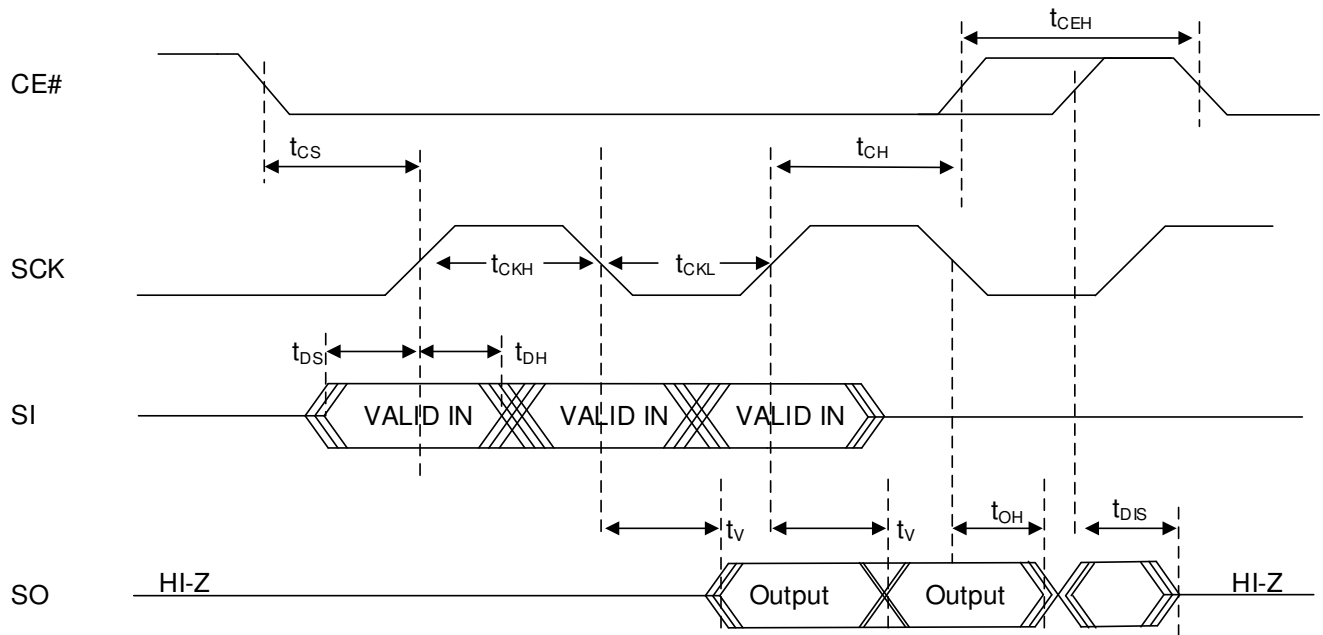 tCEH
CE#
tCS
tCH
SCK
tCKH
tCKL
tDS
tDH
SI
VALID IN
VALID IN
VALID IN
tV
tV
tOH
tDIS
SO
HI-Z
Output
Output
HI-Z